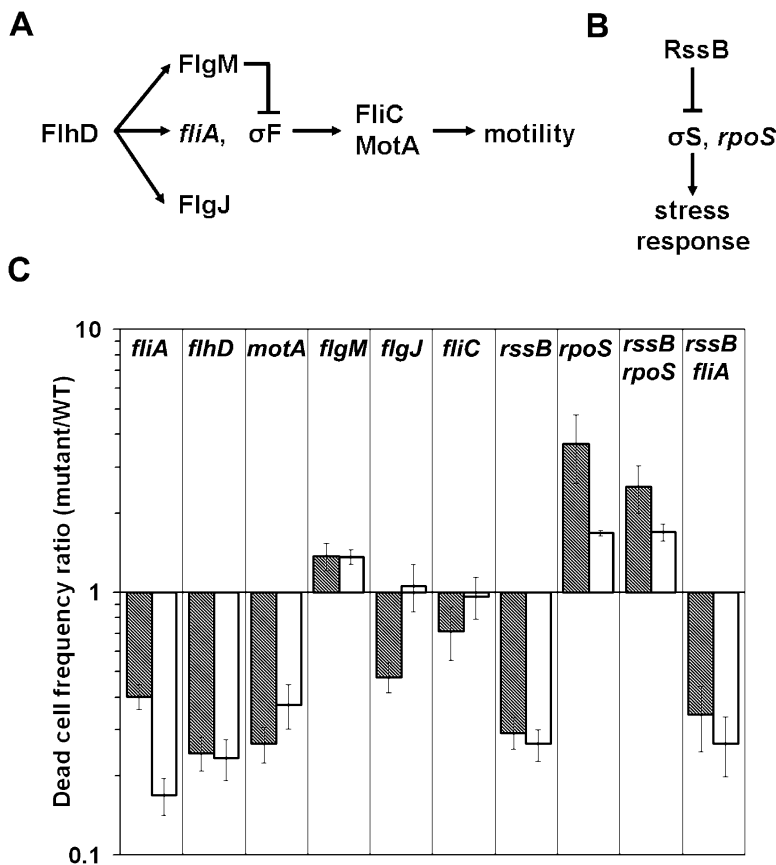 A
FlgM
FlhD
fliA, σF
FliC
MotA
motility
FlgJ
B
RssB
σS, rpoS
stress
response
C
Dead cell frequency ratio (mutant/WT)
10
1
0.1
fliA
flhD
motA
flgM
flgJ
fliC
rssB
rpoS
rssB
rpoS
rssB
fliA